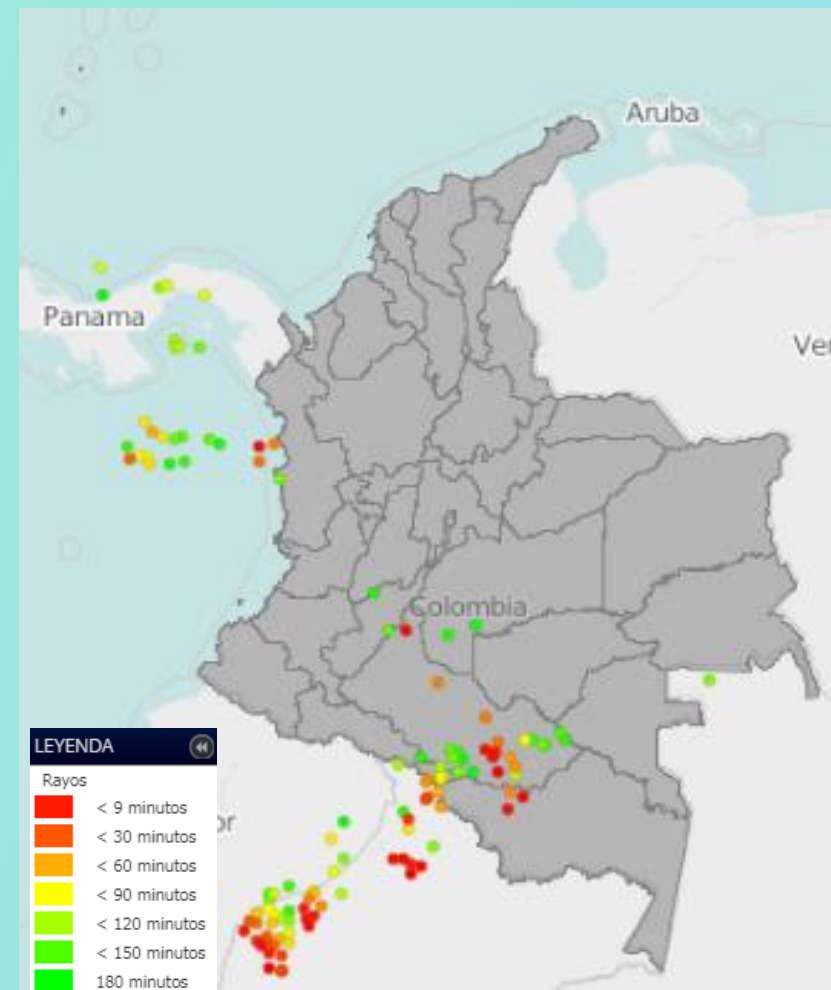 Aruba
Panama
Ve
Colombia
LEYENDA
or
Rayos
< 9 minutos
< 30 minutos
< 60 minutos
< 90 minutos
< 120 minutos
< 150 minutos
180 minutos